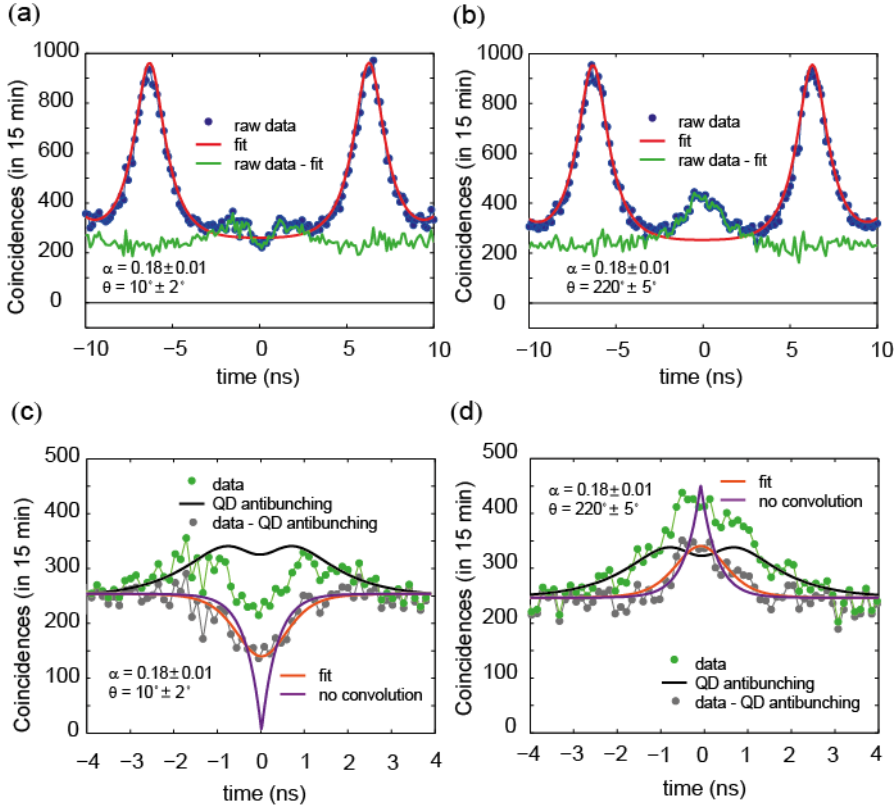 (a)
Coincidences (in 15 min)
1000
800
600
400
200
0
raw data
fit
raw data - fit
α = 0.18±0.01
θ = 10°± 2°
−10
−5
0
5
10
time (ns)
(b)
Coincidences (in 15 min)
1000
800
600
400
200
0
raw data
fit
raw data - fit
α = 0.18±0.01
θ = 220°± 5°
−10
−5
0
5
10
time (ns)
(c)
Coincidences (in 15 min)
500
400
300
200
100
0
data
QD antibunching
data - QD antibunching
α = 0.18±0.01
θ = 10°± 2°
fit
no convolution
−4
−3
−2
−1
0
1
2
3
4
time (ns)
(d)
Coincidences (in 15 min)
500
400
300
200
100
0
α = 0.18±0.01
θ = 220°± 5°
fit
no convolution
data
QD antibunching
data - QD antibunching
−4
−3
−2
−1
0
1
2
3
4
time (ns)